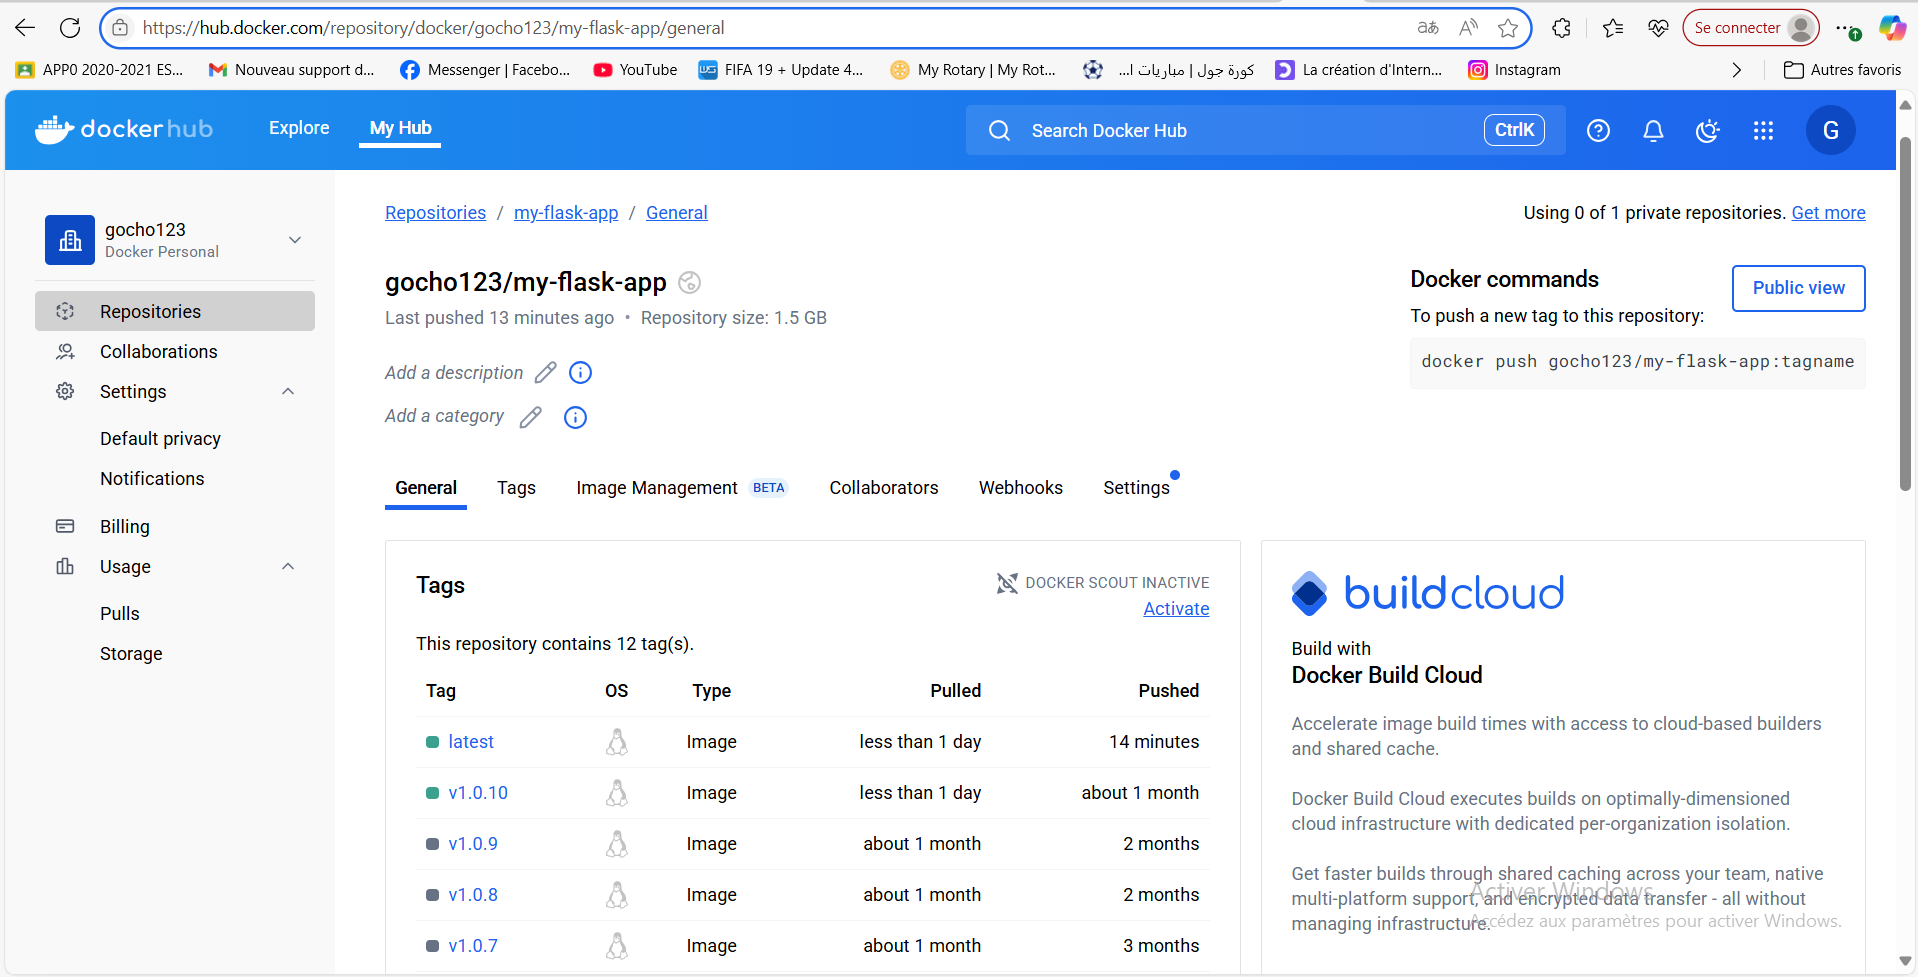 https://hub.docker.com/repository/docker/gocho123/my-flask-app/general
Se connecter
APP0 2020-2021 ES...
Nouveau support d...
Messenger | Facebo...
YouTube
FIFA 19 + Update 4...
My Rotary | My Rot...
كورة جول | مباريات ا...
La création d'Intern...
Instagram
Autres favoris
docker hub
Explore
My Hub
Search Docker Hub
CtrlK
G
gocho123
Docker Personal
Repositories
Collaborations
Settings
Default privacy
Notifications
Billing
Usage
Pulls
Storage
Repositories / my-flask-app / General
Using 0 of 1 private repositories. Get more
gocho123/my-flask-app
Last pushed 13 minutes ago • Repository size: 1.5 GB
Add a description
Add a category
Docker commands
Public view
To push a new tag to this repository:
docker push gocho123/my-flask-app:tagname
General Tags Image Management BETA Collaborators Webhooks Settings
Tags
DOCKER SCOUT INACTIVE
Activate
This repository contains 12 tag(s).
Tag OS Type Pulled Pushed
latest Image less than 1 day 14 minutes
v1.0.10 Image less than 1 day about 1 month
v1.0.9 Image about 1 month 2 months
v1.0.8 Image about 1 month 2 months
v1.0.7 Image about 1 month 3 months
buildcloud
Build with
Docker Build Cloud
Accelerate image build times with access to cloud-based builders
and shared cache.
Docker Build Cloud executes builds on optimally-dimensioned
cloud infrastructure with dedicated per-organization isolation.
Get faster builds through shared caching across your team, native
multi-platform support, and encrypted data transfer - all without
managing infrastructure.
Activer Windows
Accédez aux paramètres pour activer Windows.